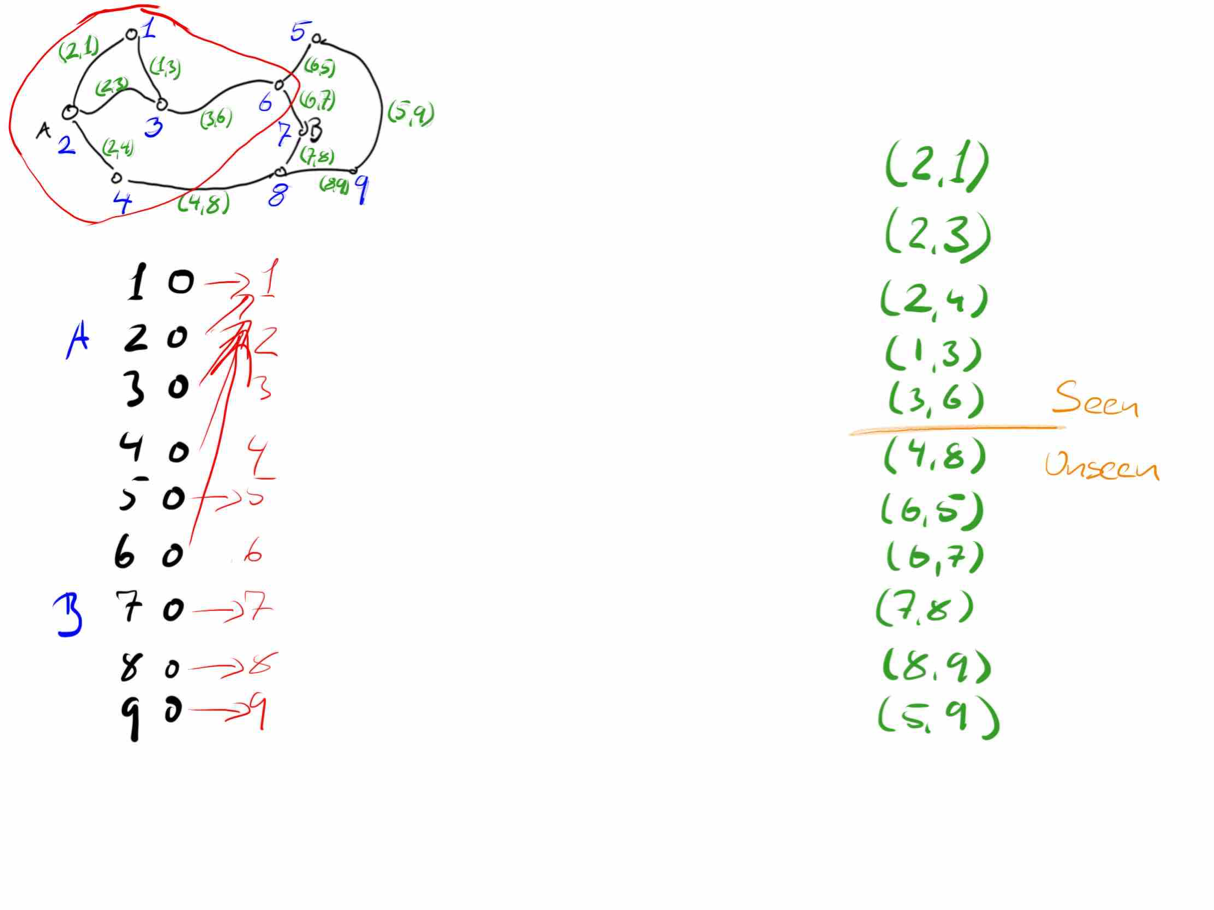 1
5
(2,1)
(1,3)
(6,5)
(2,3)
6
(6,7)
(5,9)
A
3
(3,6)
7
B
2
(2,4)
(7,8)
4
(4,8)
8
(8,9)
9
1 0 → 1
A 2 0 2
3 0 3
4 0 4
5 0 → 5
6 0 6
B 7 0 → 7
8 0 → 8
9 0 → 9
(2,1)
(2,3)
(2,4)
(1,3)
(3,6) Seen
(4,8) Unseen
(6,5)
(6,7)
(7,8)
(8,9)
(5,9)